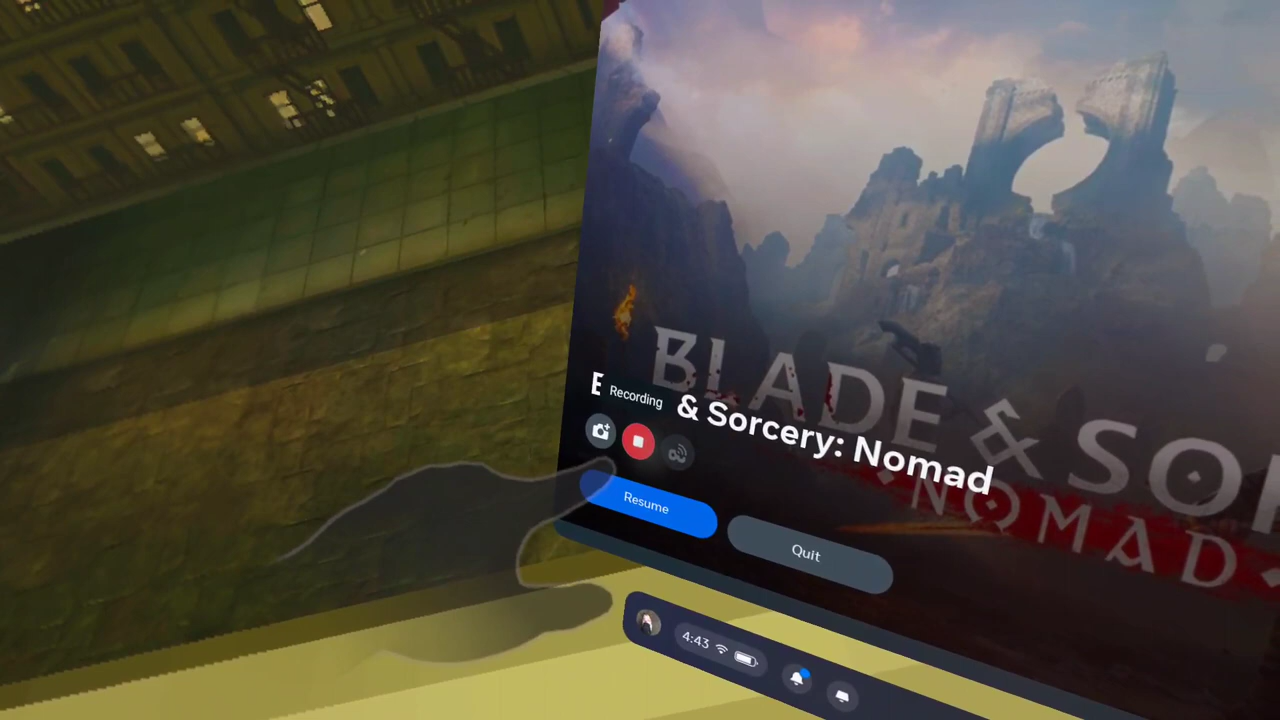 BLADE & SO
NOMAD
E
Recording
& Sorcery: Nomad
Resume
Quit
4:43